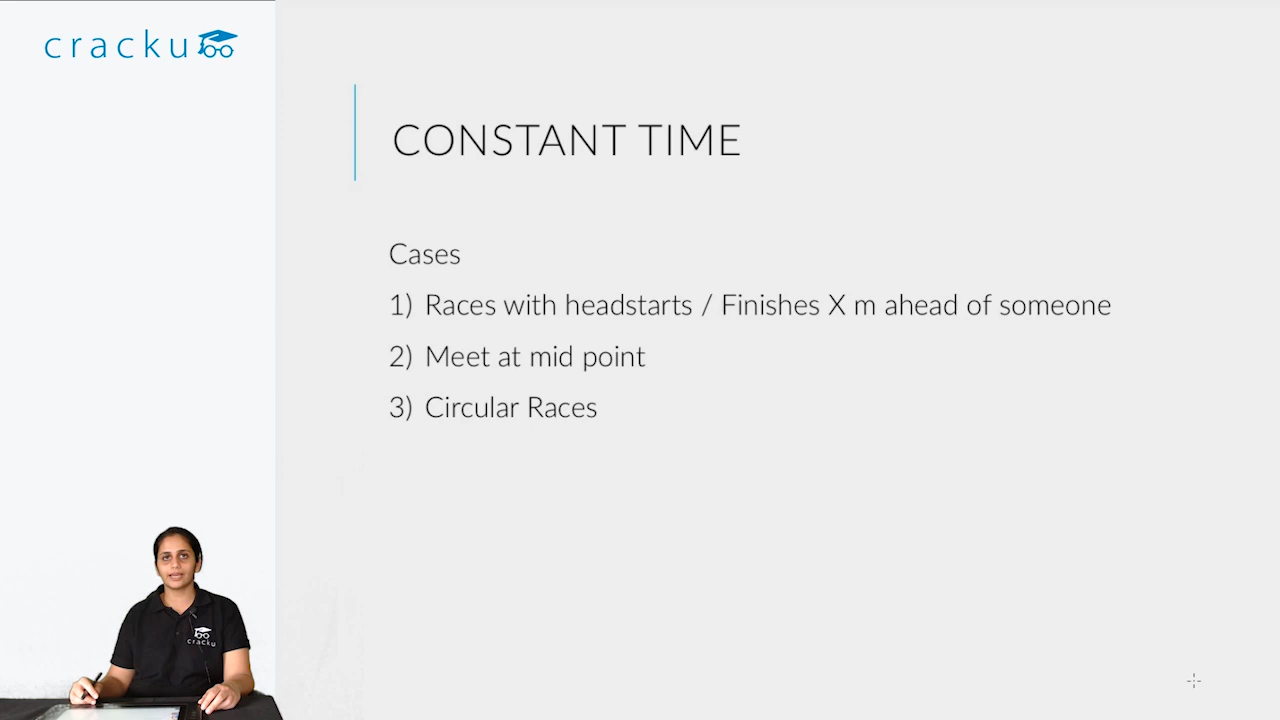 cracku
CONSTANT TIME
Cases
1) Races with headstarts / Finishes X m ahead of someone
2) Meet at mid point
3) Circular Races
cracku